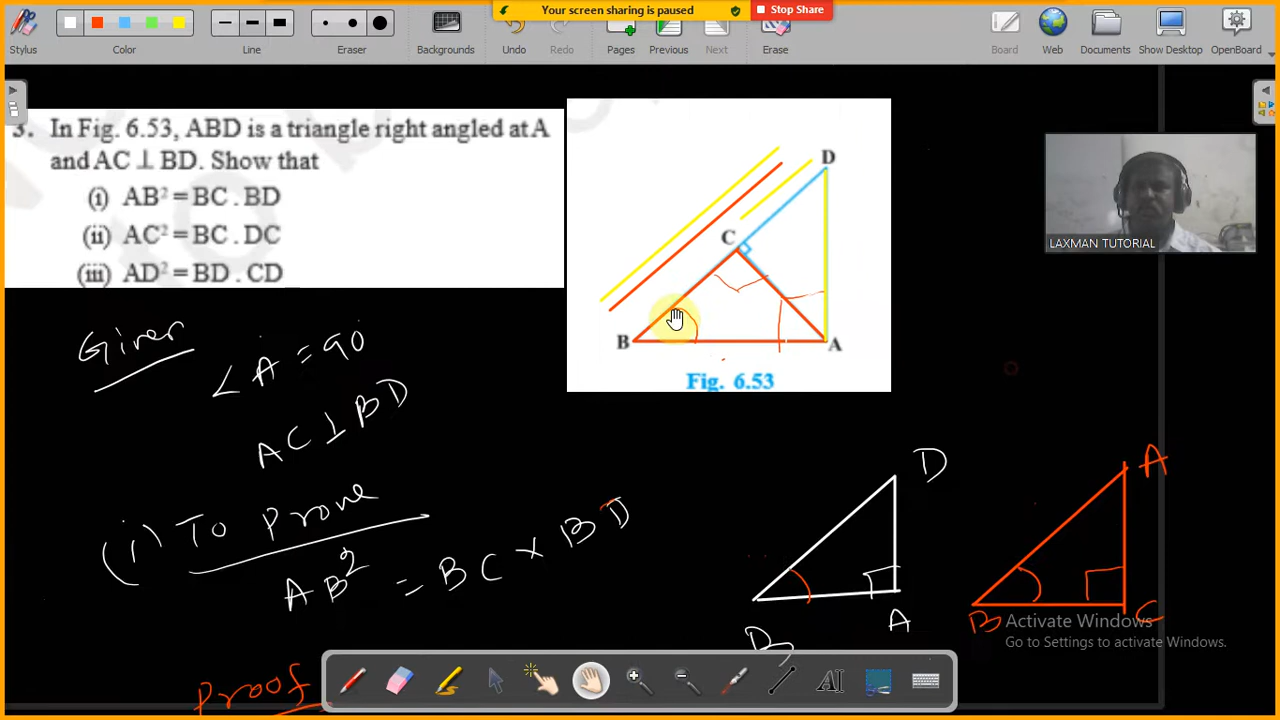 Your screen sharing is paused
Stop Share
Stylus
Color
Line
Eraser
Backgrounds
Undo
Redo
Pages
Previous
Next
Erase
Board
Web
Documents
Show Desktop
OpenBoard
3. In Fig. 6.53, ABD is a triangle right angled at A
and AC ⊥ BD. Show that
(i) AB² = BC . BD
(ii) AC² = BC . DC
(iii) AD² = BD . CD
D
C
B
A
Fig. 6.53
LAXMAN TUTORIAL
Given
∠A = 90
AC ⊥ BD
(i) To Prove
AB² = BC × BD
Proof
D
B
A
A
B
C
Activate Windows
Go to Settings to activate Windows.
AI